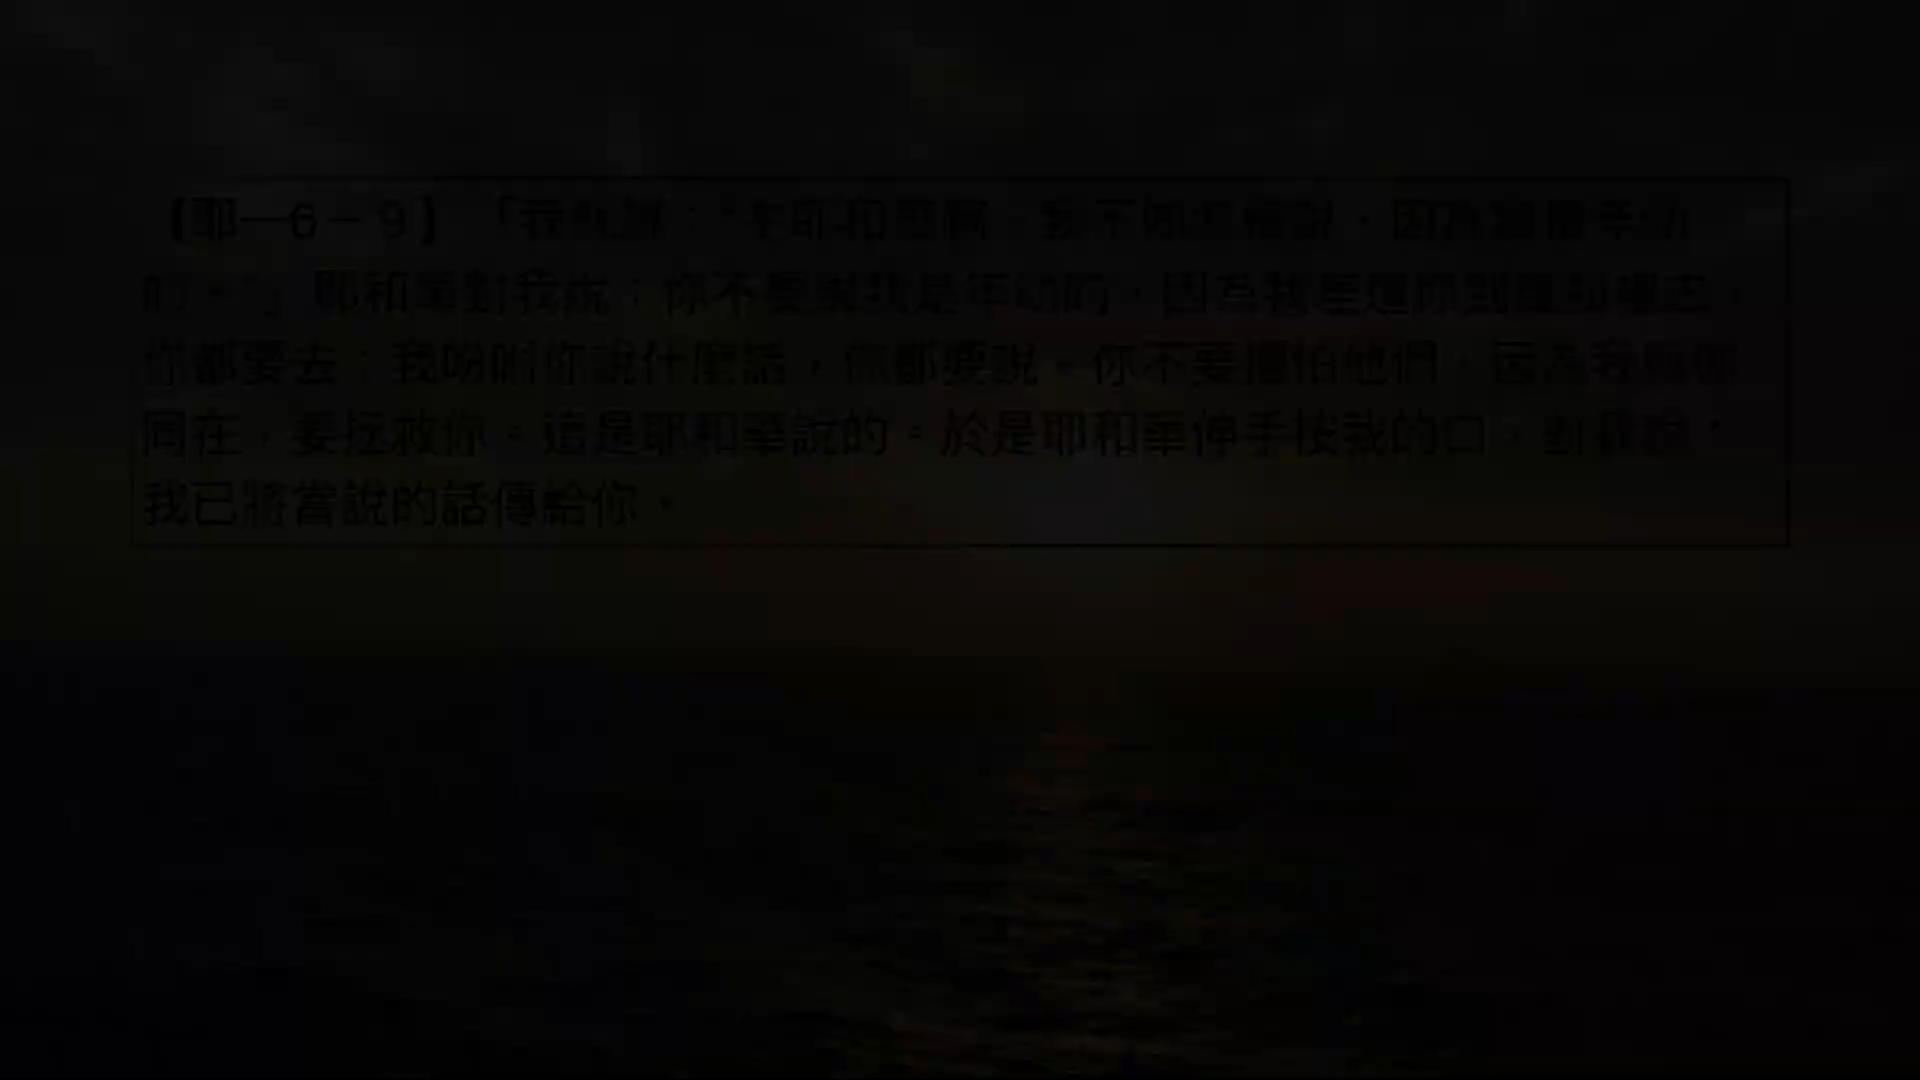 【耶一6－9】 「我就說：“主耶和華啊，我不知怎樣說，因為我是年幼
的。”」耶和華對我說：你不要說我是年幼的，因為我差遣你到誰那裡去，
你都要去；我吩咐你說什麼話，你都要說。你不要懼怕他們，因為我與你
同在，要拯救你。這是耶和華說的。於是耶和華伸手按我的口，對我說：
我已將當說的話傳給你。